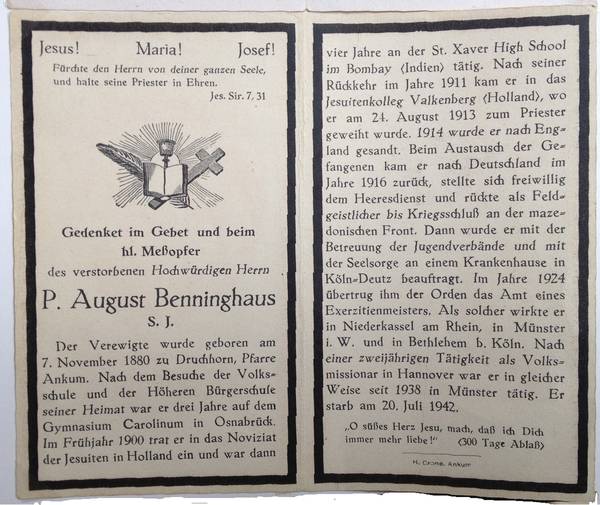 Jesus! Maria! Josef!
Fürchte den Herrn von deiner ganzen Seele,
und halte seine Priester in Ehren.
Jes. Sir. 7, 31
Gedenket im Gebet und beim
hl. Meßopfer
des verstorbenen Hochwürdigen Herrn
P. August Benninghaus
S. J.
Der Verewigte wurde geboren am
7. November 1880 zu Druchhorn, Pfarre
Ankum. Nach dem Besuche der Volks-
schule und der Höheren Bürgerschule
seiner Heimat war er drei Jahre auf dem
Gymnasium Carolinum in Osnabrück.
Im Frühjahr 1900 trat er in das Noviziat
der Jesuiten in Holland ein und war dann
vier Jahre an der St. Xaver High School
im Bombay (Indien) tätig. Nach seiner
Rückkehr im Jahre 1911 kam er in das
Jesuitenkolleg Valkenberg (Holland), wo
er am 24. August 1913 zum Priester
geweiht wurde. 1914 wurde er nach Eng-
land gesandt. Beim Austausch der Ge-
fangenen kam er nach Deutschland im
Jahre 1916 zurück, stellte sich freiwillig
dem Heeresdienst und rückte als Feld-
geistlicher bis Kriegsschluß an der maze-
donischen Front. Dann wurde er mit der
Betreuung der Jugendverbände und mit
der Seelsorge an einem Krankenhause in
Köln-Deutz beauftragt. Im Jahre 1924
übertrug ihm der Orden das Amt eines
Exerzitienmeisters. Als solcher wirkte er
in Niederkassel am Rhein, in Münster
i. W. und in Bethlehem b. Köln. Nach
einer zweijährigen Tätigkeit als Volks-
missionar in Hannover war er in gleicher
Weise seit 1938 in Münster tätig. Er
starb am 20. Juli 1942.
„O süßes Herz Jesu, mach, daß ich Dich
immer mehr liebe!" (300 Tage Ablaß)
H. Crone, Ankum